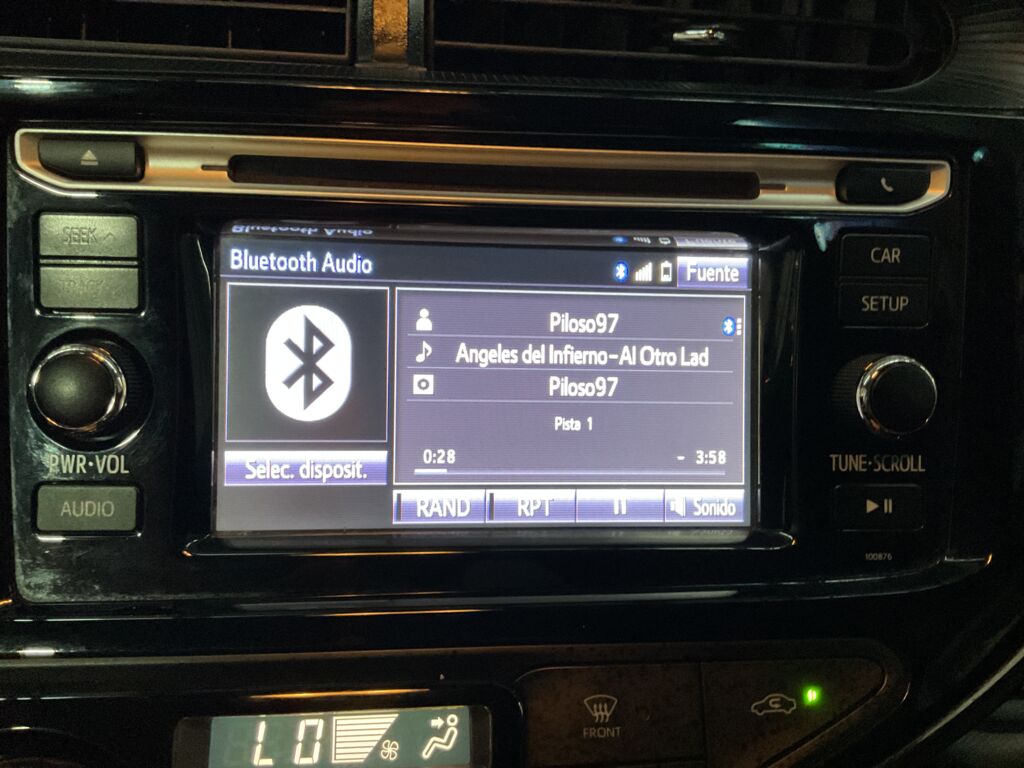 Bluetooth Audio
Fuente
SEEK
CAR
SETUP
Piloso97
Angeles del Infierno-Al Otro Lad
Piloso97
Pista 1
0:28
- 3:58
Selec. disposit.
RAND
RPT
Sonido
PWR·VOL
AUDIO
TUNE·SCROLL
100876
LO
FRONT